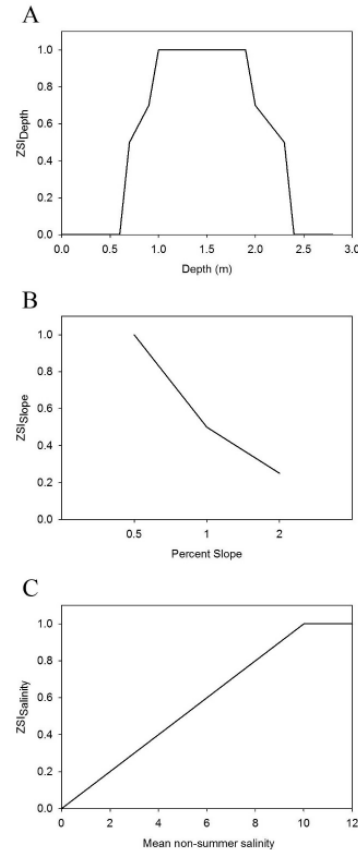 A
1.0
0.8
0.6
0.4
0.2
0.0
ZSIDepth
0.0 0.5 1.0 1.5 2.0 2.5 3.0
Depth (m)
B
1.0
0.8
0.6
0.4
0.2
0.0
ZSISlope
0.5 1 2
Percent Slope
C
1.0
0.8
0.6
0.4
0.2
0.0
ZSISalinity
0 2 4 6 8 10 12
Mean non-summer salinity